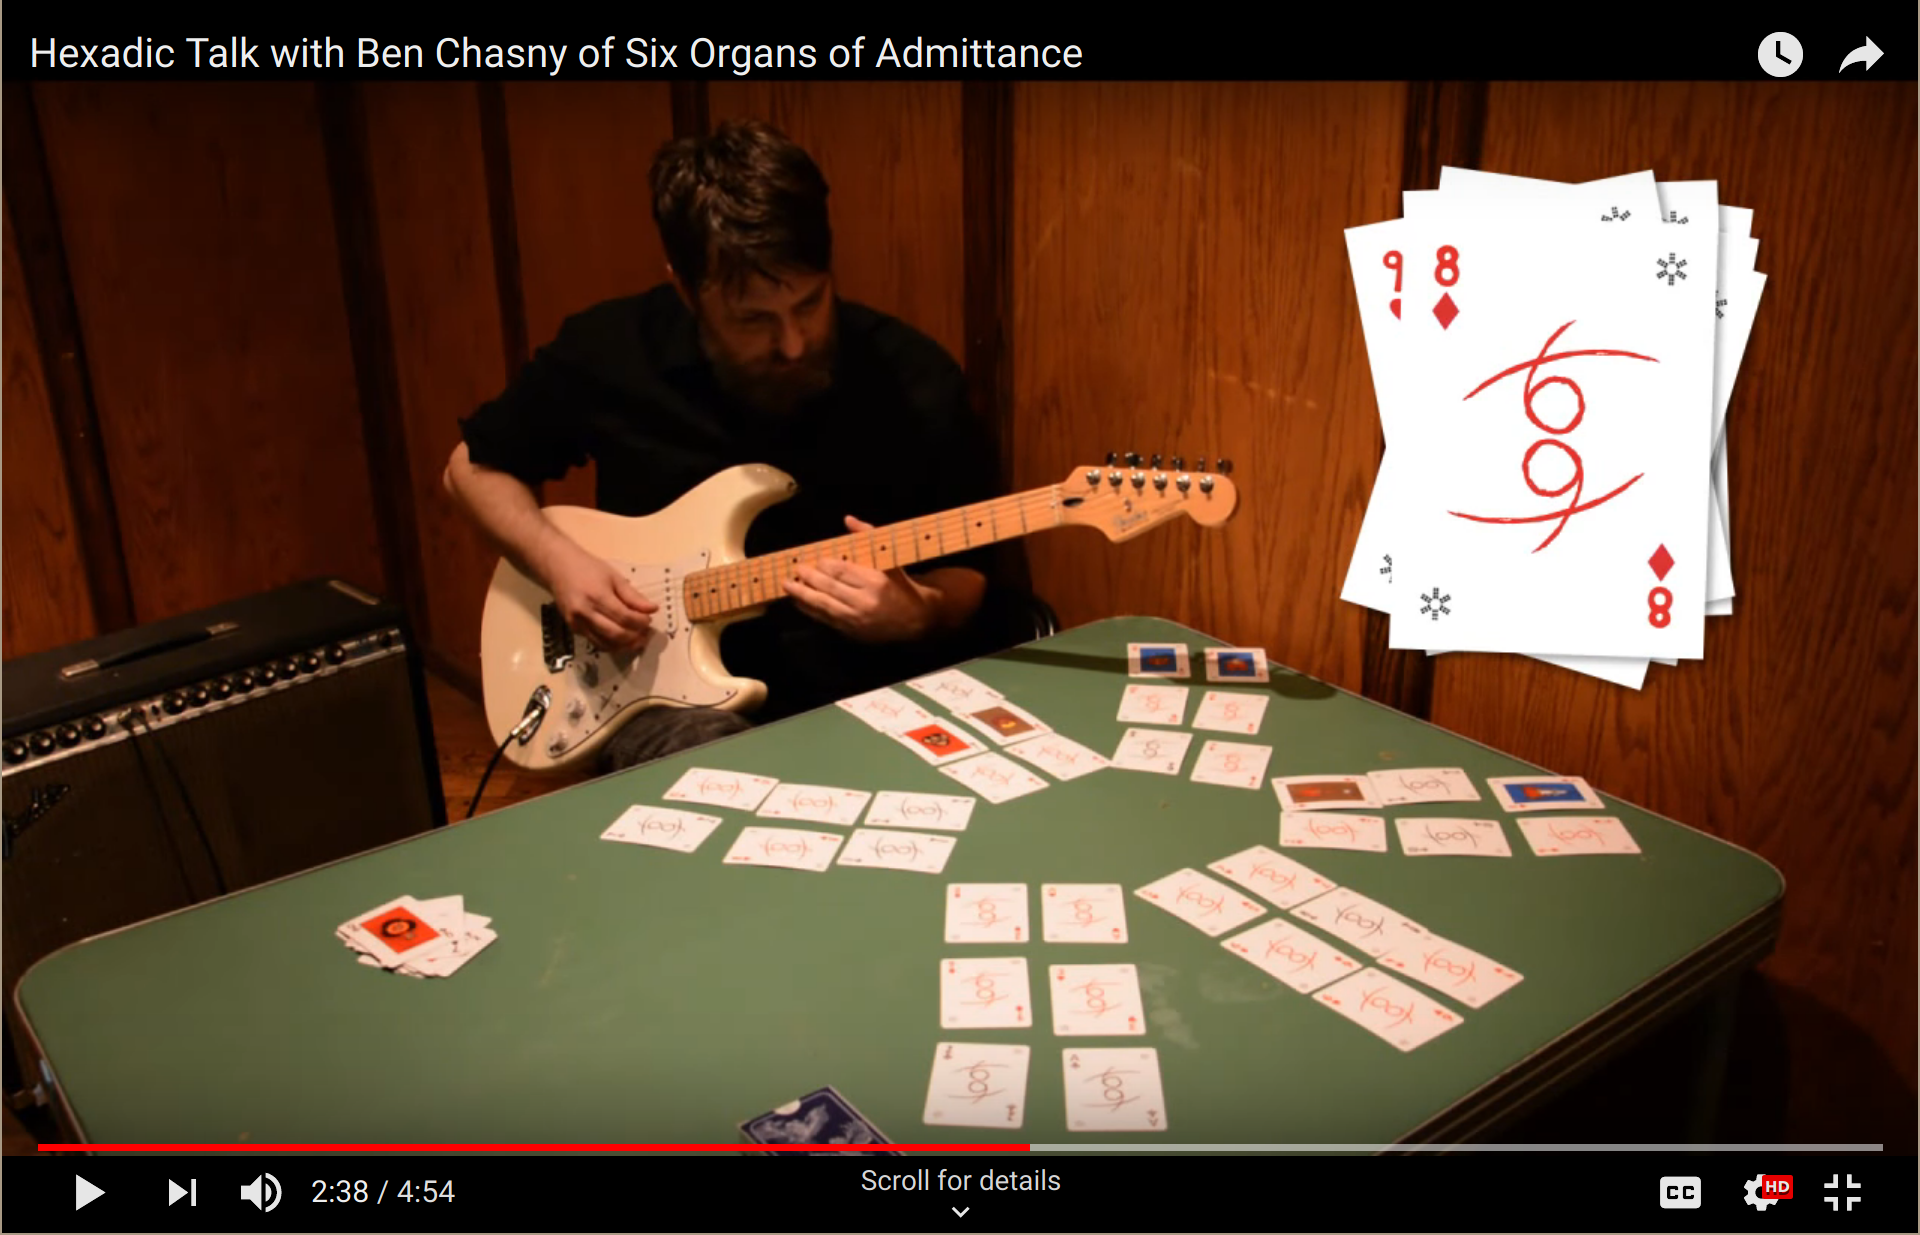 Hexadic Talk with Ben Chasny of Six Organs of Admittance
9 8
8
2:38 / 4:54
Scroll for details
CC
HD